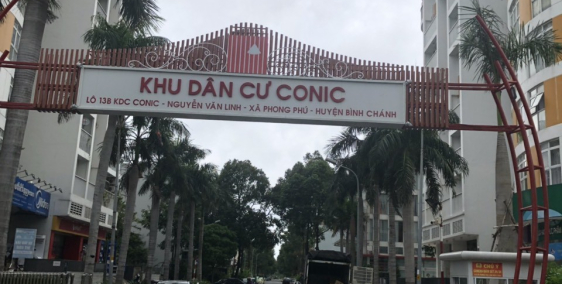 KHU DÂN CƯ CONIC
LÔ 13B KDC CONIC - NGUYỄN VĂN LINH - XÃ PHONG PHÚ - HUYỆN BÌNH CHÁNH